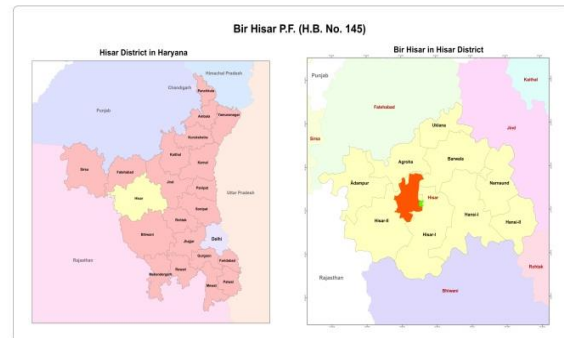 Bir Hisar P.F. (H.B. No. 145)
Hisar District in Haryana
Himachal Pradesh
Chandigarh
Panchkula
Punjab
Ambala
Yamunanagar
Kurukshetra
Kaithal
Karnal
Sirsa
Fatehabad
Jind
Panipat
Hisar
Uttar Pradesh
Sonipat
Rohtak
Bhiwani
Jhajjar
Delhi
Gurgaon
Faridabad
Rajasthan
Rewari
Mahendergarh
Mewat
Palwal
Bir Hisar in Hisar District
Punjab
Kaithal
Fatehabad
Uklana
Sirsa
Jind
Agroha
Barwala
Adampur
Narnaund
Hisar
Hisar-II
Hansi-I
Hansi-II
Hisar-I
Rohtak
Rajasthan
Bhiwani